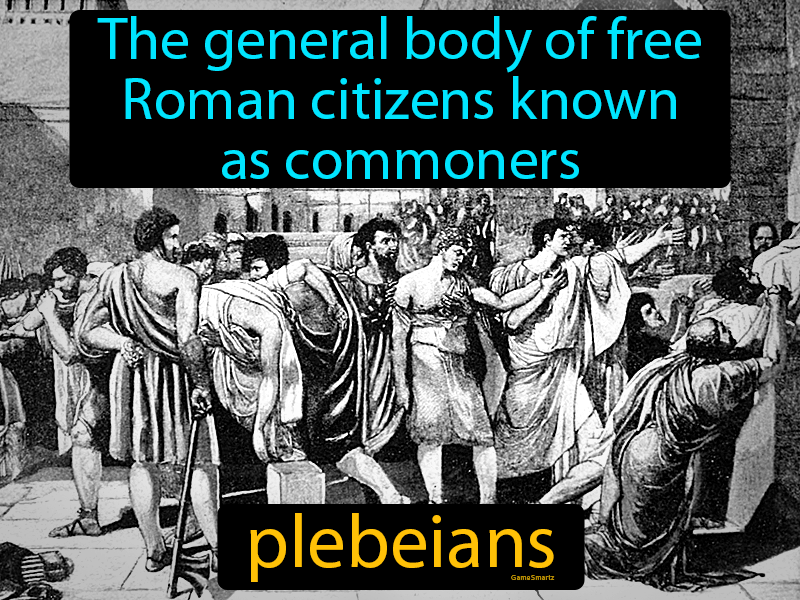 The general body of free
Roman citizens known
as commoners
plebeians
GameSmartz